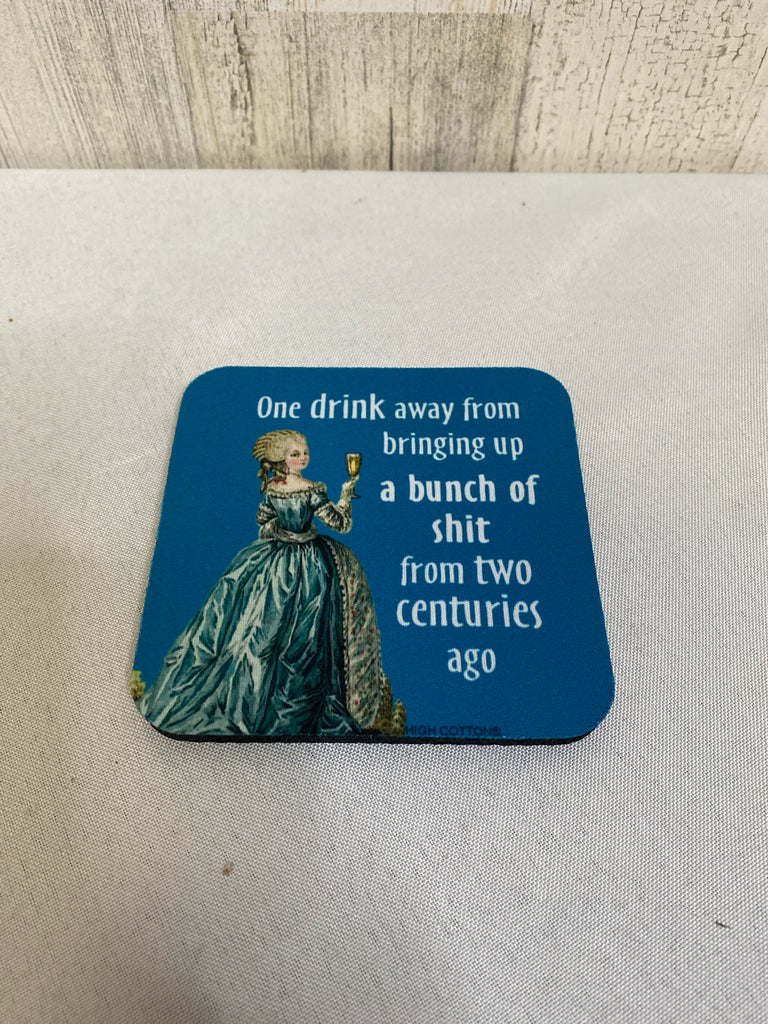 One drink away from
bringing up
a bunch of
shit
from two
centuries
ago
HIGH COTTON®